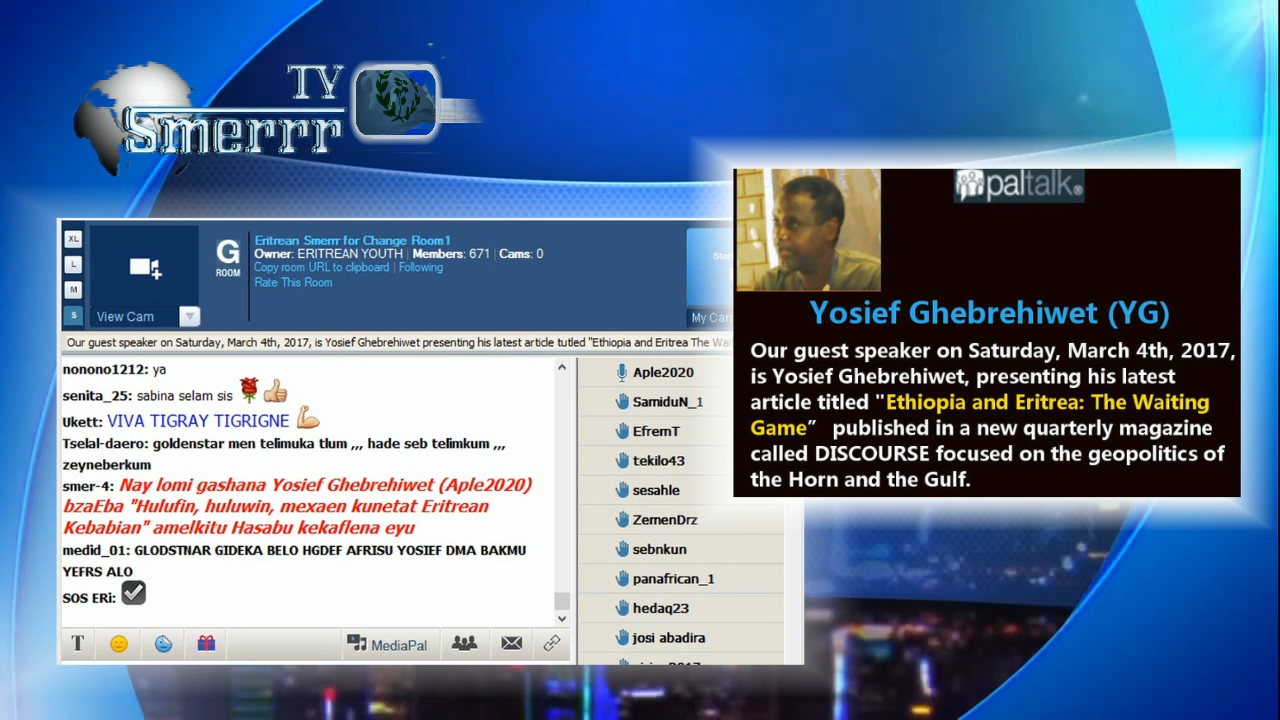 TV
Smerrr
XL
L
M
S
View Cam
G
ROOM
Eritrean Smerrr for Change Room1
Owner: ERITREAN YOUTH | Members: 671 | Cams: 0
Copy room URL to clipboard | Following
Rate This Room
My
Our guest speaker on Saturday, March 4th, 2017, is Yosief Ghebrehiwet presenting his latest article tutled "Ethiopia and Eritrea The
nonono1212: ya
senita_25: sabina selam sis
Ukett: VIVA TIGRAY TIGRIGNE
Tselal-daero: goldenstar men telimuka tlum ,,, hade seb telimkum ,,,
zeyneberkum
smer-4: Nay lomi gashana Yosief Ghebrehiwet (Aple2020)
bzaEba "Hulufin, huluwin, mexaen kunetat Eritrean
Kebabian" amelkitu Hasabu kekaflena eyu
medid_01: GLODSTNAR GIDEKA BELO HGDEF AFRISU YOSIEF DMA BAKMU
YEFRS ALO
SOS ERi:
T
MediaPal
Aple2020
SamiduN_1
EfremT
tekilo43
sesahle
ZemenDrz
sebnkun
panafrican_1
hedaq23
josi abadira
paltalk®
Yosief Ghebrehiwet (YG)
Our guest speaker on Saturday, March 4th, 2017,
is Yosief Ghebrehiwet, presenting his latest
article titled "Ethiopia and Eritrea: The Waiting
Game” published in a new quarterly magazine
called DISCOURSE focused on the geopolitics of
the Horn and the Gulf.